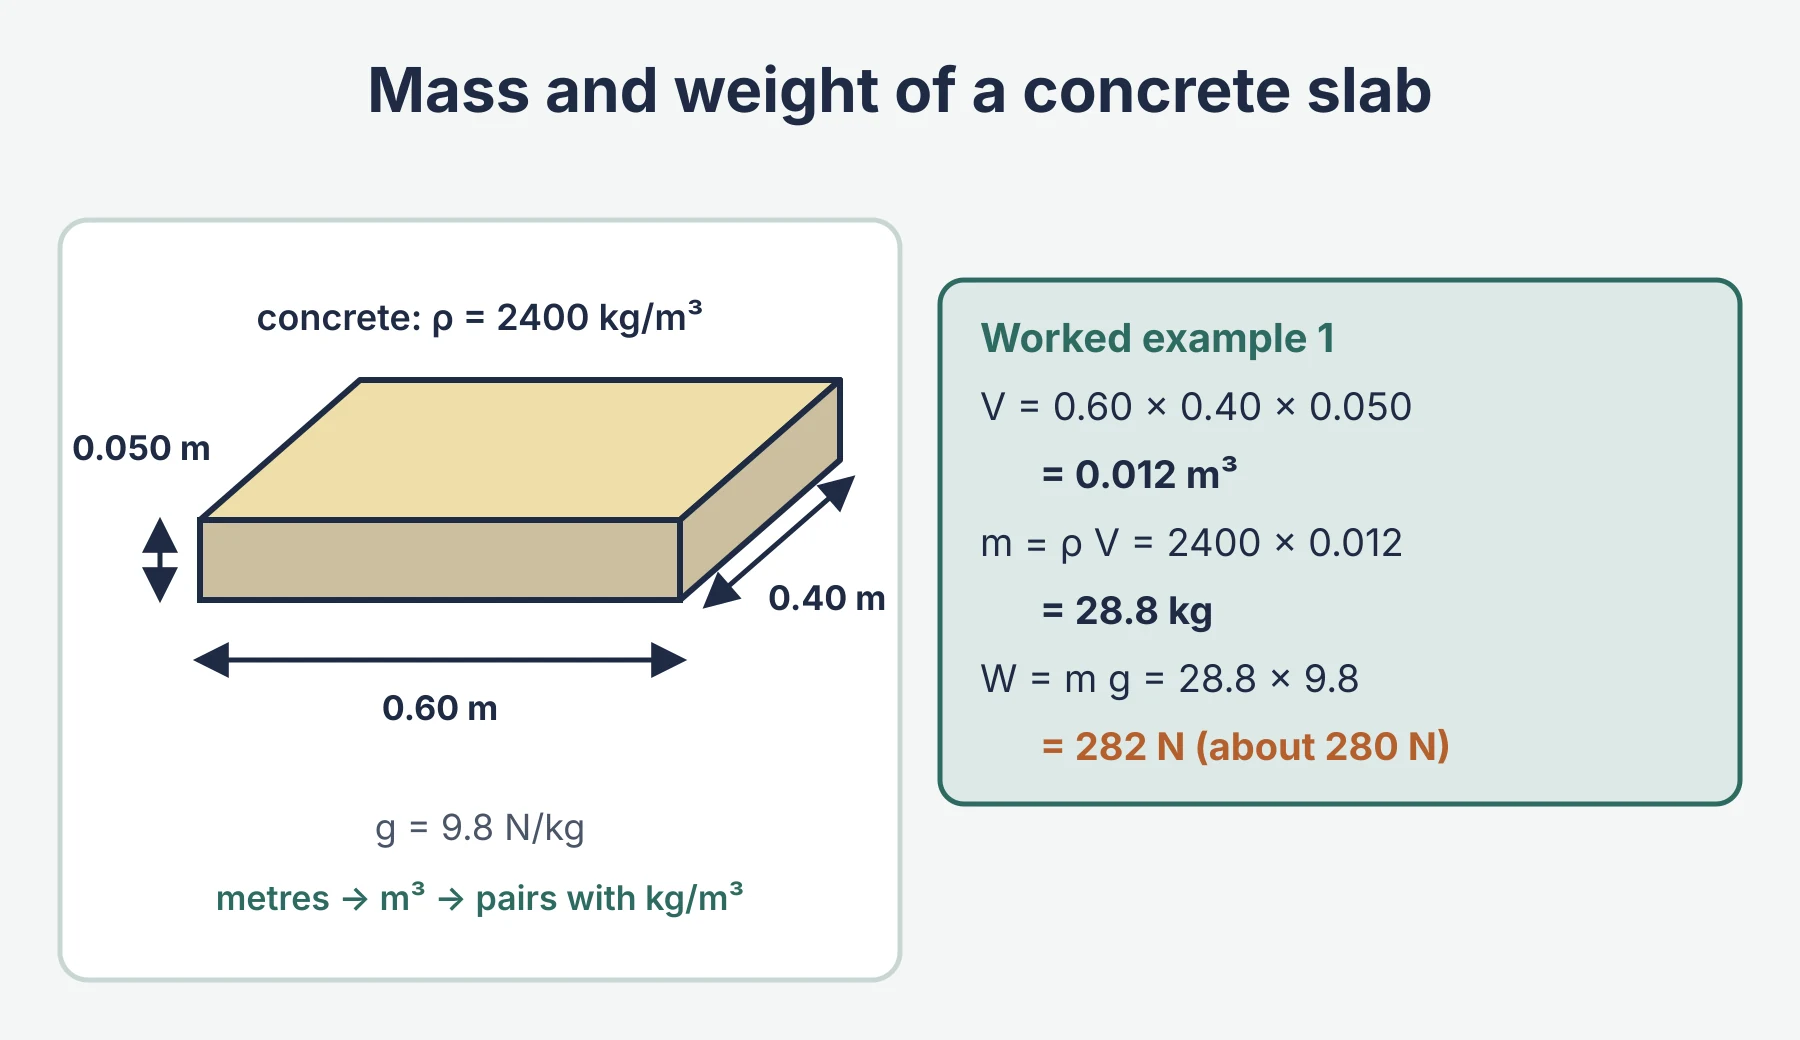 Mass and weight of a concrete slab
concrete: ρ = 2400 kg/m³
0.050 m
0.40 m
0.60 m
g = 9.8 N/kg
metres → m³ → pairs with kg/m³
Worked example 1
V = 0.60 × 0.40 × 0.050
= 0.012 m³
m = ρ V = 2400 × 0.012
= 28.8 kg
W = m g = 28.8 × 9.8
= 282 N (about 280 N)